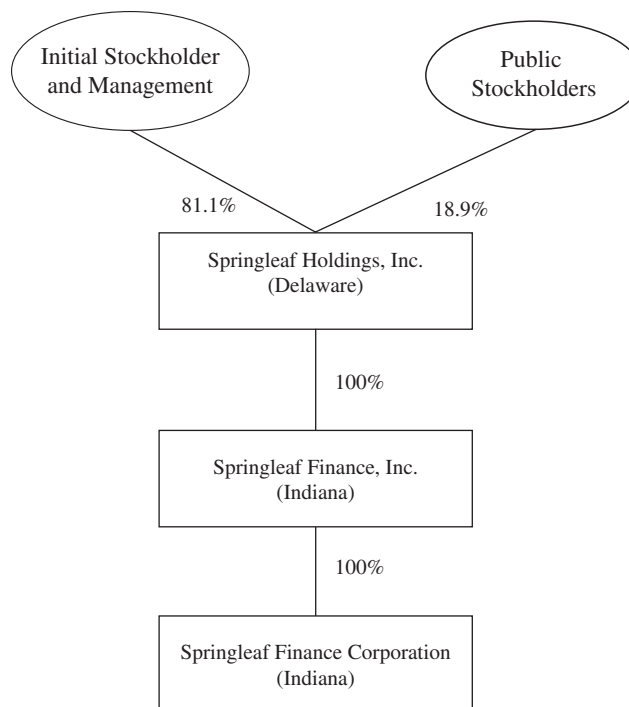 Initial Stockholder
and Management
Public
Stockholders
81.1%
18.9%
Springleaf Holdings, Inc.
(Delaware)
100%
Springleaf Finance, Inc.
(Indiana)
100%
Springleaf Finance Corporation
(Indiana)